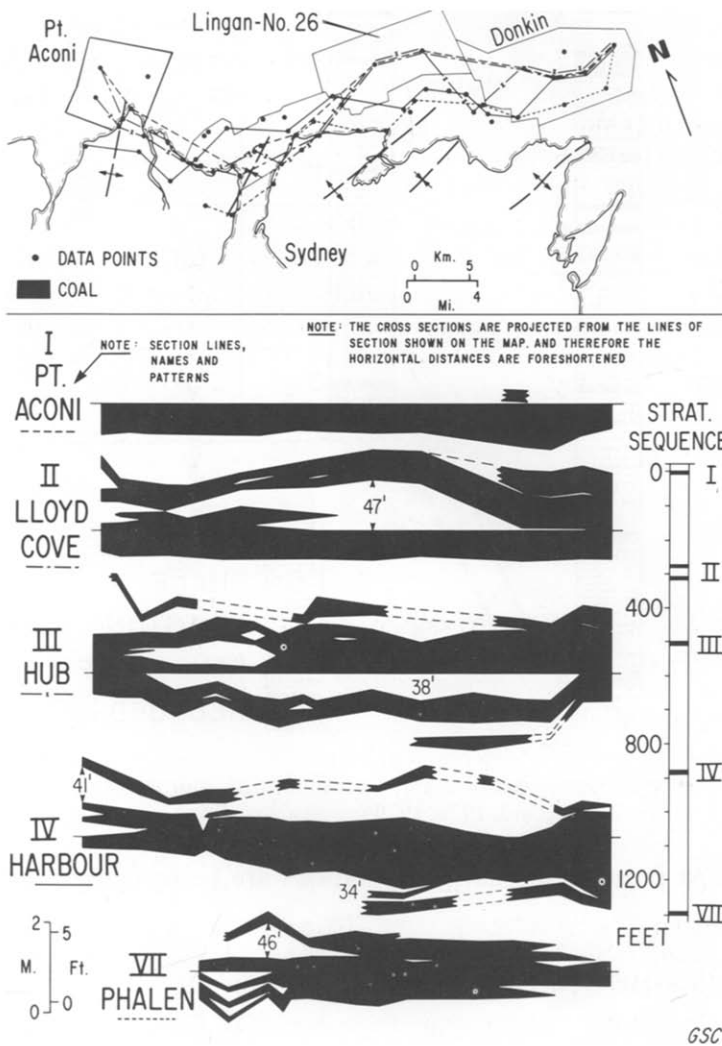 Pt.
Aconi
Lingan-No. 26
Donkin
N
Sydney
• DATA POINTS
COAL
0 Km. 5
0 Mi. 4
I
PT.
ACONI
NOTE: SECTION LINES,
NAMES AND
PATTERNS
NOTE: THE CROSS SECTIONS ARE PROJECTED FROM THE LINES OF
SECTION SHOWN ON THE MAP. AND THEREFORE THE
HORIZONTAL DISTANCES ARE FORESHORTENED
STRAT.
SEQUENCE
0
I
II
LLOYD
COVE
47'
II
400
III
HUB
38'
III
800
41'
IV
IV
HARBOUR
34'
1200
VII
FEET
2
5
M. Ft.
0
0
VII
PHALEN
46'
GSC